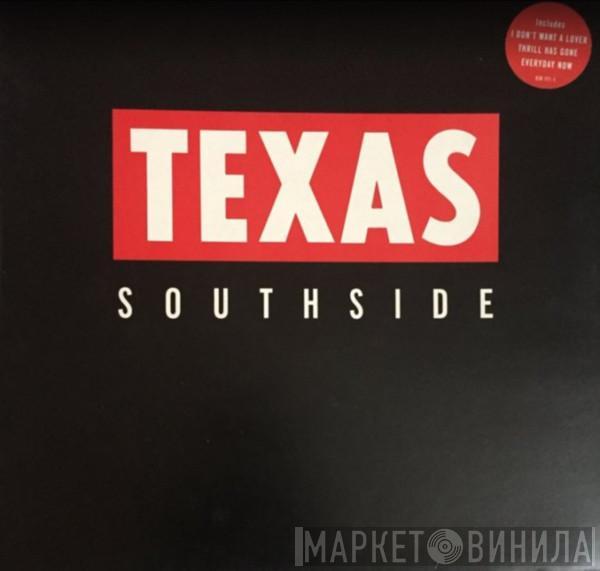 Includes
I DON'T WANT A LOVER
THRILL HAS GONE
EVERYDAY NOW
TEXAS
SOUTHSIDE
МАРКЕТ ВИНИЛА